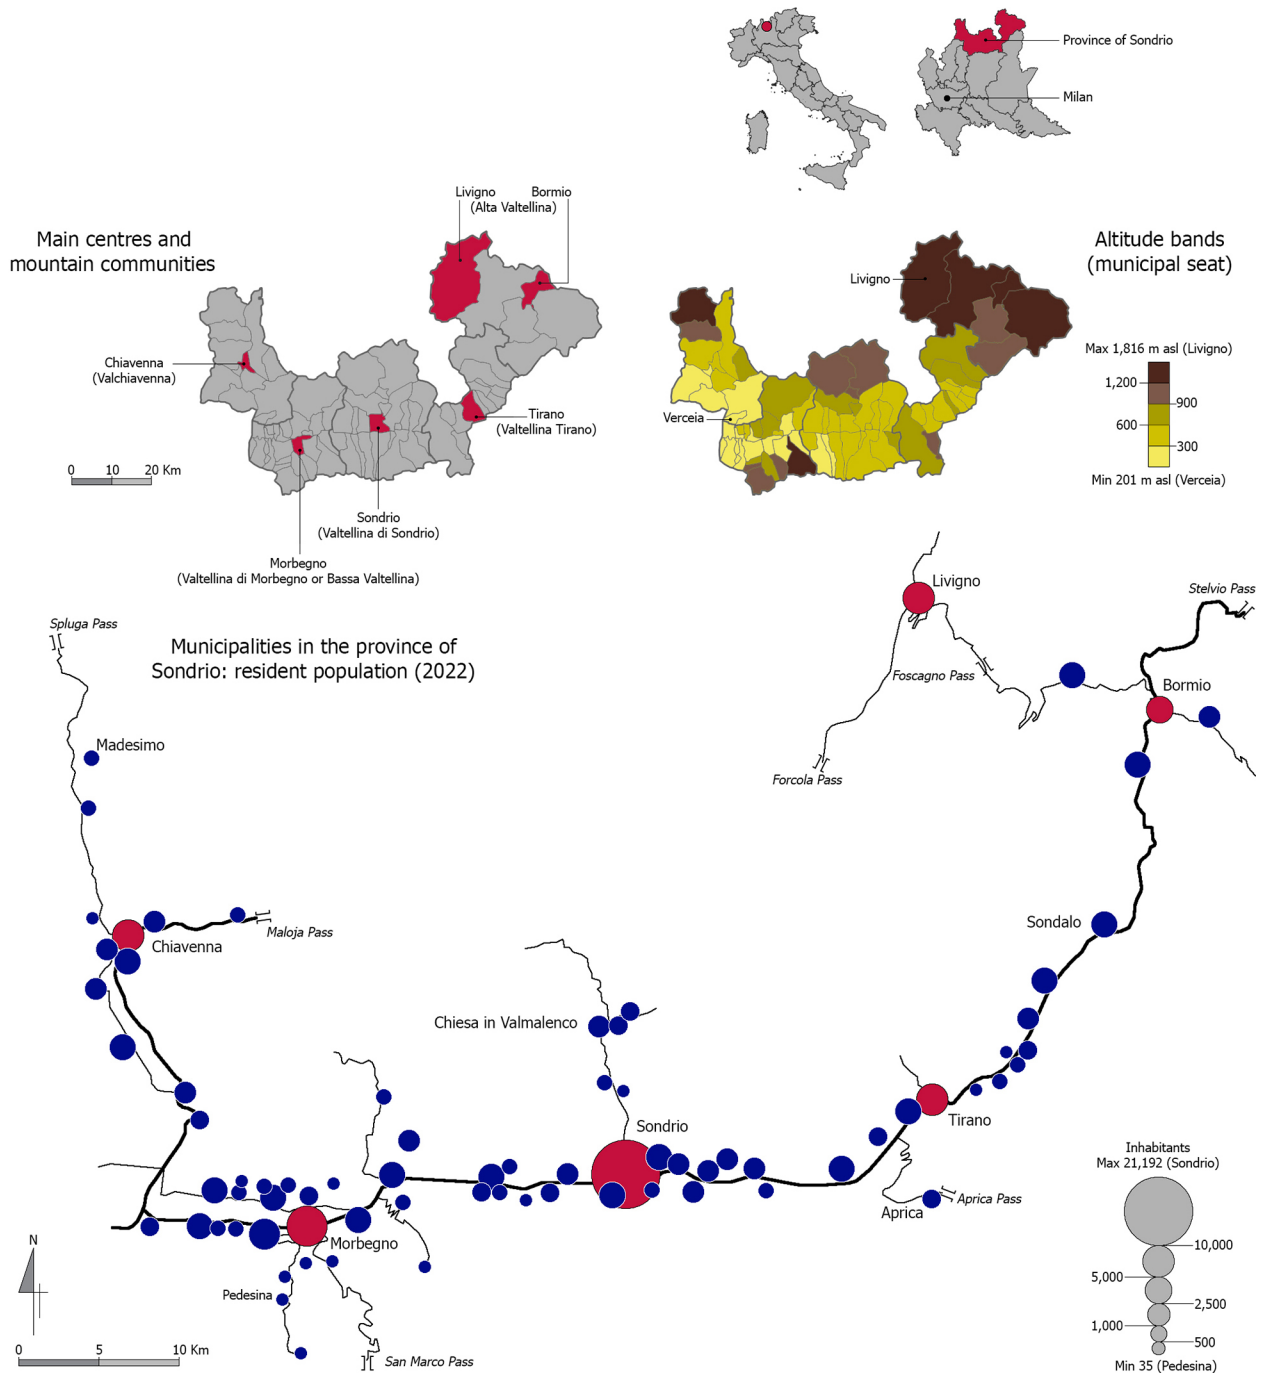 Province of Sondrio
Milan
Main centres and
mountain communities
Livigno
(Alta Valtellina)
Bormio
Chiavenna
(Valchiavenna)
Tirano
(Valtellina Tirano)
0 10 20 Km
Sondrio
(Valtellina di Sondrio)
Morbegno
(Valtellina di Morbegno or Bassa Valtellina)
Altitude bands
(municipal seat)
Livigno
Verceia
Max 1,816 m asl (Livigno)
1,200
900
600
300
Min 201 m asl (Verceia)
Municipalities in the province of
Sondrio: resident population (2022)
Spluga Pass
Madesimo
Chiavenna
Maloja Pass
Livigno
Foscagno Pass
Forcola Pass
Stelvio Pass
Bormio
Sondalo
Chiesa in Valmalenco
Sondrio
Tirano
Aprica
Aprica Pass
Morbegno
Pedesina
San Marco Pass
N
0 5 10 Km
Inhabitants
Max 21,192 (Sondrio)
10,000
5,000
2,500
1,000
500
Min 35 (Pedesina)